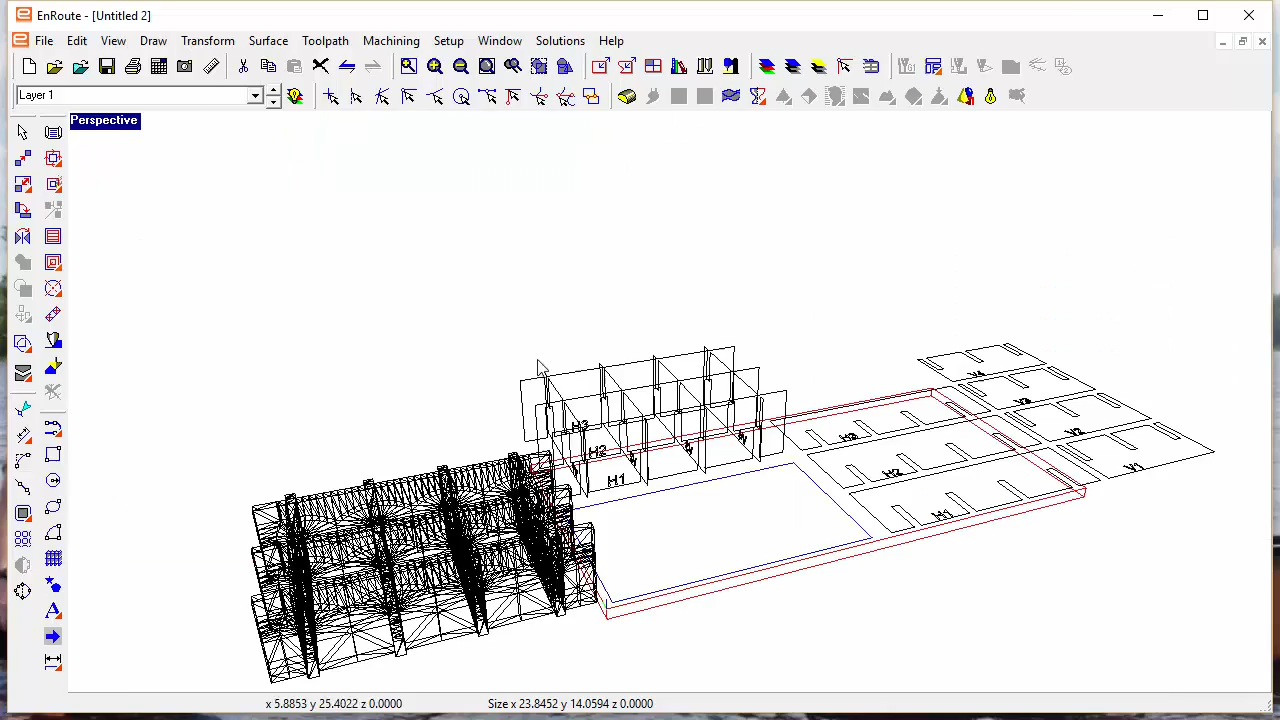 EnRoute - [Untitled 2]
File Edit View Draw Transform Surface Toolpath Machining Setup Window Solutions Help
Layer 1
Perspective
V4
V3
V2
V1
H3
H2
H1
H3
H2
H1
x 5.8853 y 25.4022 z 0.0000 Size x 23.8452 y 14.0594 z 0.0000